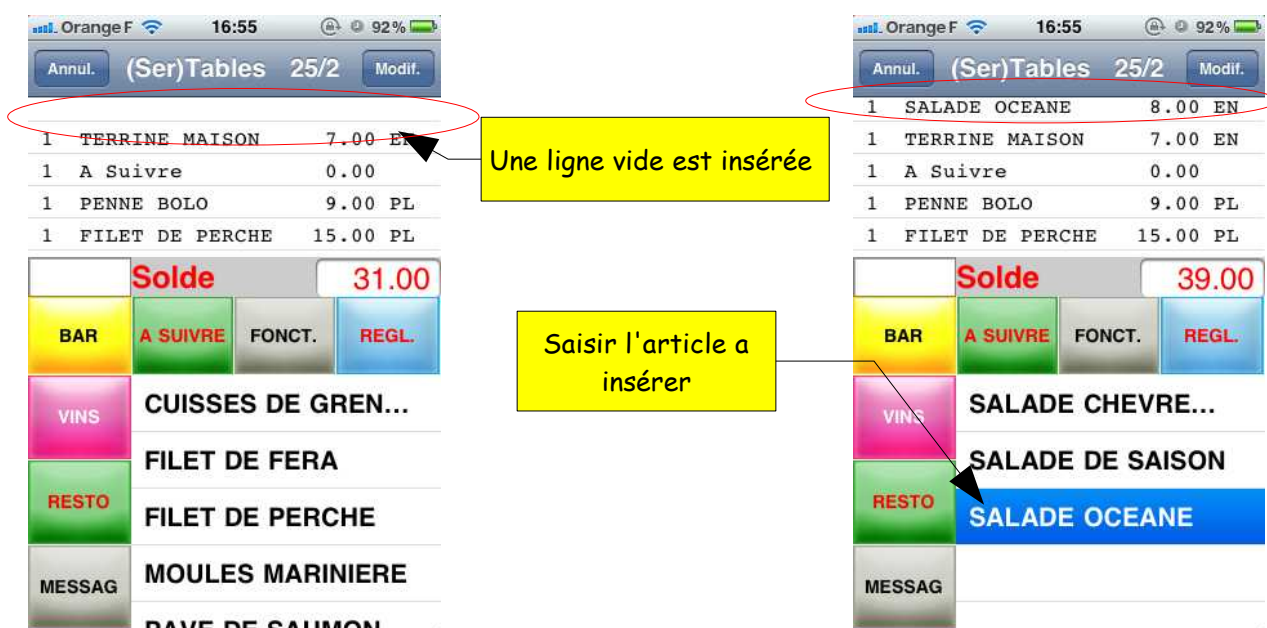 Orange F 16:55 92 %
Annul. (Ser)Tables 25/2 Modif.
1 TERRINE MAISON 7.00 EN
1 A Suivre 0.00
1 PENNE BOLO 9.00 PL
1 FILET DE PERCHE 15.00 PL
Solde 31.00
BAR A SUIVRE FONCT. REGL.
VINS
RESTO
MESSAG
CUISSES DE GREN...
FILET DE FERA
FILET DE PERCHE
MOULES MARINIERE
PAVE DE SAUMON
Une ligne vide est insérée
Saisir l'article a
insérer
Orange F 16:55 92 %
Annul. (Ser)Tables 25/2 Modif.
1 SALADE OCEANE 8.00 EN
1 TERRINE MAISON 7.00 EN
1 A Suivre 0.00
1 PENNE BOLO 9.00 PL
1 FILET DE PERCHE 15.00 PL
Solde 39.00
BAR A SUIVRE FONCT. REGL.
VINS
RESTO
MESSAG
SALADE CHEVRE...
SALADE DE SAISON
SALADE OCEANE